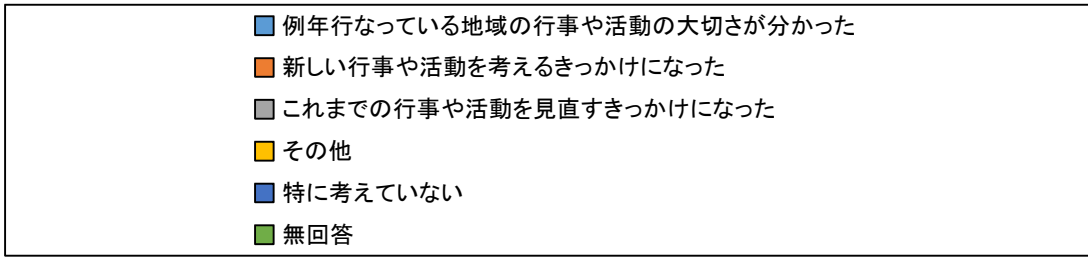 例年行なっている地域の行事や活動の大切さが分かった
新しい行事や活動を考えるきっかけになった
これまでの行事や活動を見直すきっかけになった
その他
特に考えていない
無回答